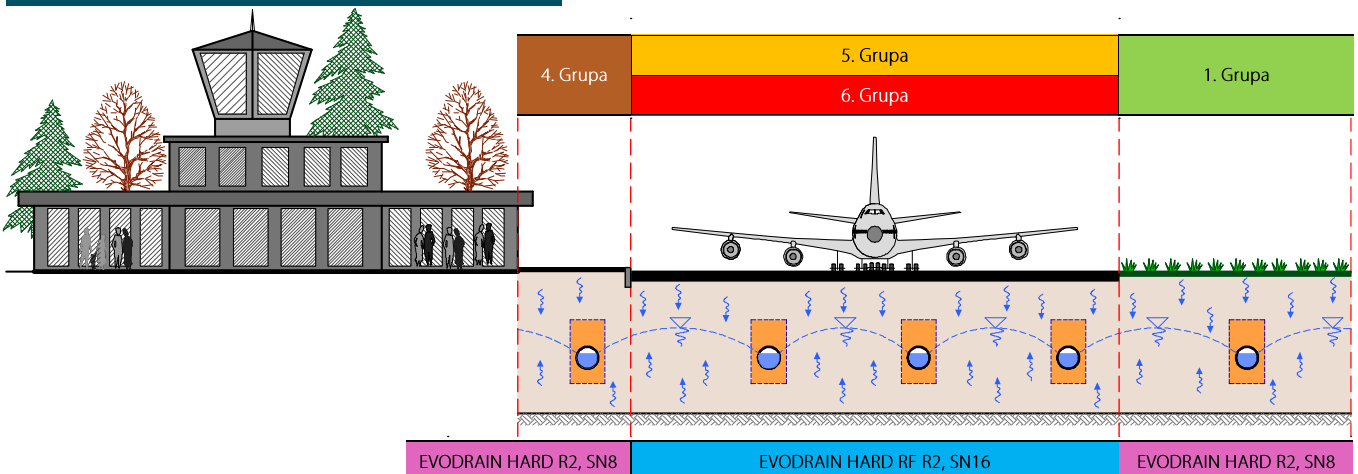 4. Grupa
5. Grupa
6. Grupa
1. Grupa
EVODRAIN HARD R2, SN8
EVODRAIN HARD RF R2, SN16
EVODRAIN HARD R2, SN8